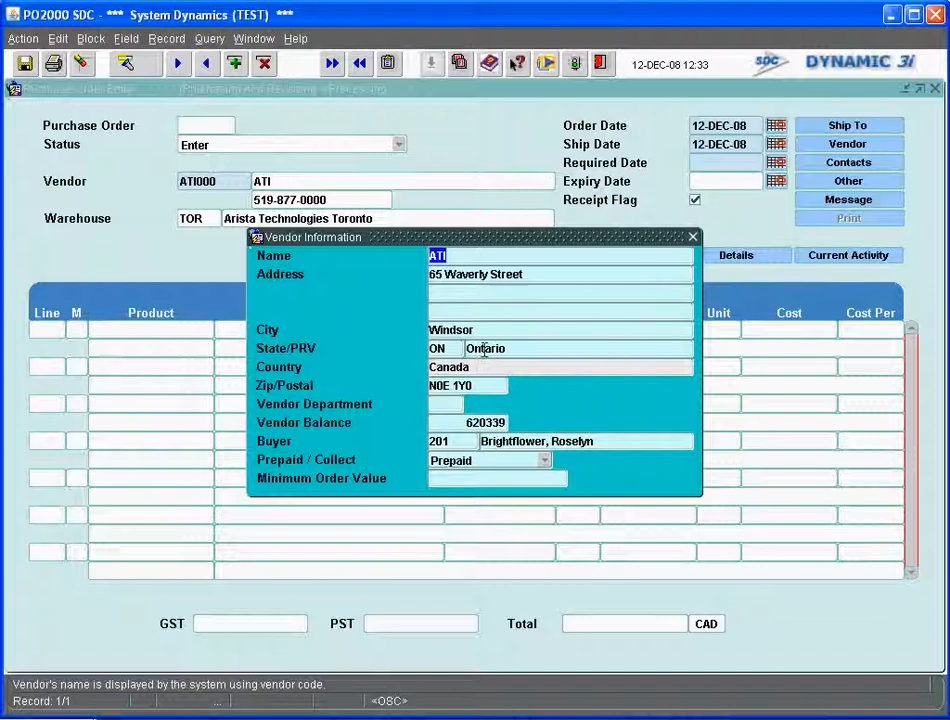 PO2000 SDC - *** System Dynamics (TEST) ***
Action Edit Block Field Record Query Window Help
12-DEC-08 12:33 SDC DYNAMIC 3i
Purchase Order
Status Enter
Vendor ATI000 ATI
519-877-0000
Warehouse TOR Arista Technologies Toronto
Order Date 12-DEC-08 Ship To
Ship Date 12-DEC-08 Vendor
Required Date Contacts
Expiry Date Other
Receipt Flag Message
Print
Details Current Activity
Vendor Information
Name ATI
Address 65 Waverly Street
City Windsor
State/PRV ON Ontario
Country Canada
Zip/Postal N0E 1Y0
Vendor Department
Vendor Balance 620339
Buyer 201 Brightflower, Roselyn
Prepaid / Collect Prepaid
Minimum Order Value
Line M Product Unit Cost Cost Per
GST PST Total CAD
Vendor's name is displayed by the system using vendor code.
Record: 1/1 ... <OSC>